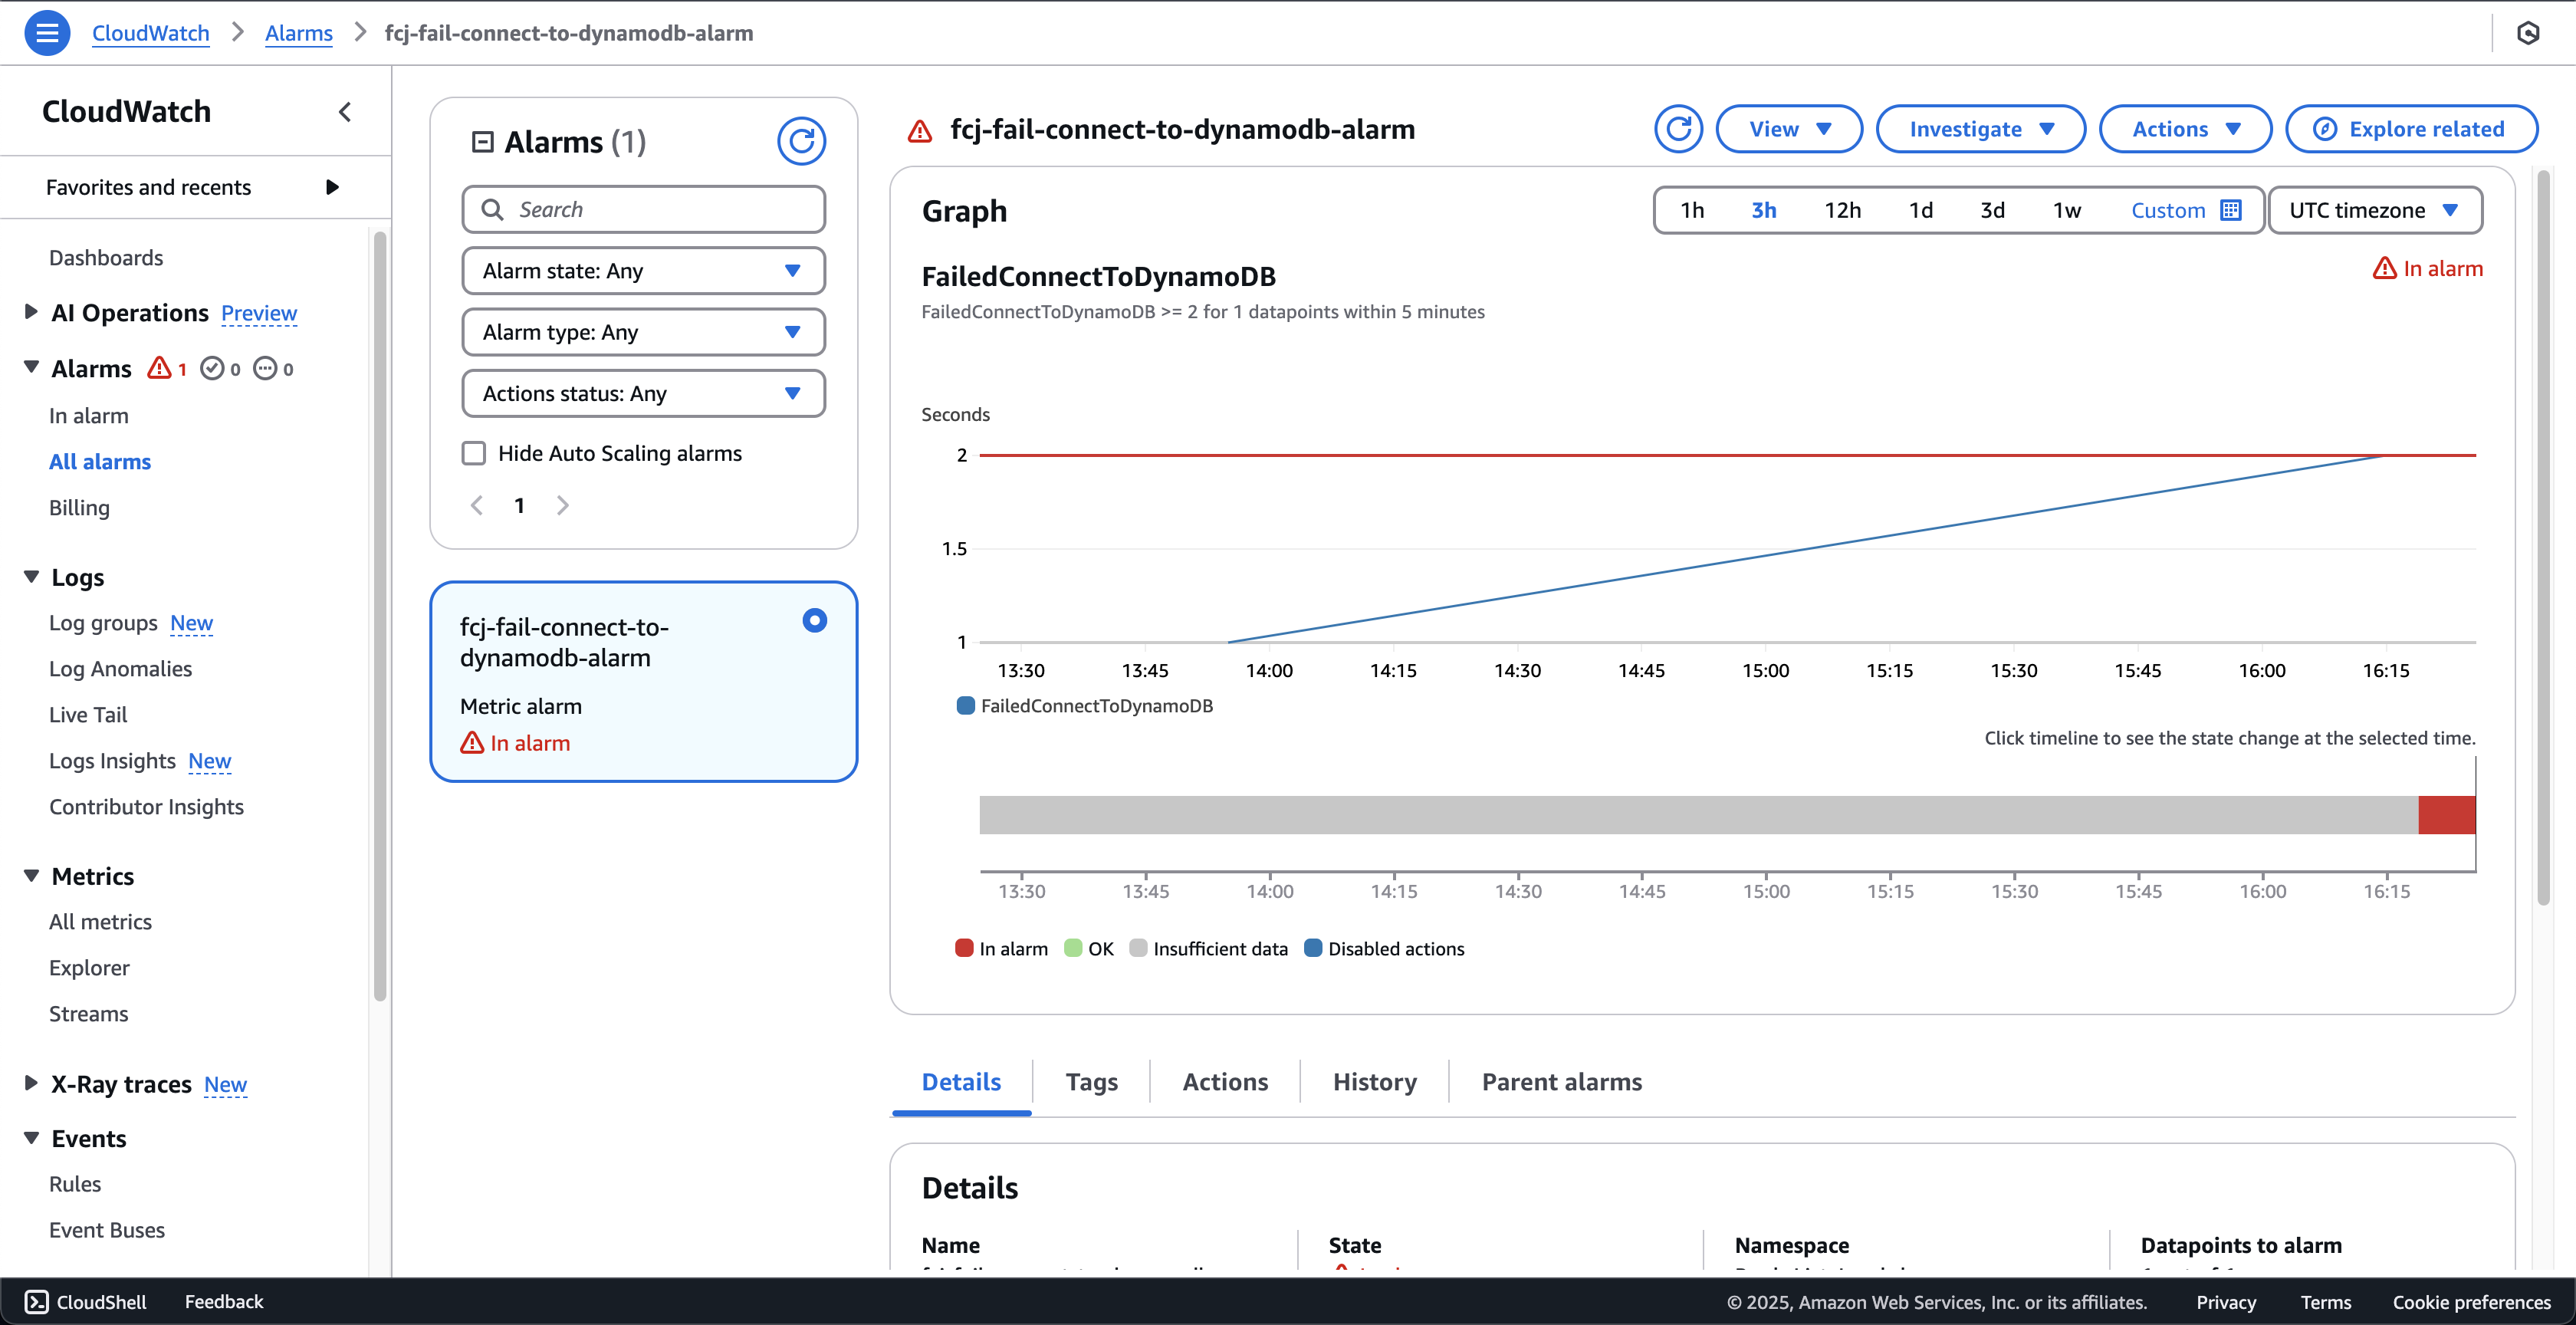 CloudWatch
Alarms
fcj-fail-connect-to-dynamodb-alarm
CloudWatch
Favorites and recents
Dashboards
AI Operations Preview
Alarms 1 0 0
In alarm
All alarms
Billing
Logs
Log groups New
Log Anomalies
Live Tail
Logs Insights New
Contributor Insights
Metrics
All metrics
Explorer
Streams
X-Ray traces New
Events
Rules
Event Buses
Alarms (1)
Search
Alarm state: Any
Alarm type: Any
Actions status: Any
Hide Auto Scaling alarms
1
fcj-fail-connect-to-
dynamodb-alarm
Metric alarm
In alarm
fcj-fail-connect-to-dynamodb-alarm
View
Investigate
Actions
Explore related
Graph
1h 3h 12h 1d 3d 1w Custom
UTC timezone
FailedConnectToDynamoDB
In alarm
FailedConnectToDynamoDB >= 2 for 1 datapoints within 5 minutes
Seconds
2
1.5
1
13:30 13:45 14:00 14:15 14:30 14:45 15:00 15:15 15:30 15:45 16:00 16:15
FailedConnectToDynamoDB
Click timeline to see the state change at the selected time.
13:30 13:45 14:00 14:15 14:30 14:45 15:00 15:15 15:30 15:45 16:00 16:15
In alarm OK Insufficient data Disabled actions
Details Tags Actions History Parent alarms
Details
Name State Namespace Datapoints to alarm
CloudShell Feedback © 2025, Amazon Web Services, Inc. or its affiliates. Privacy Terms Cookie preferences